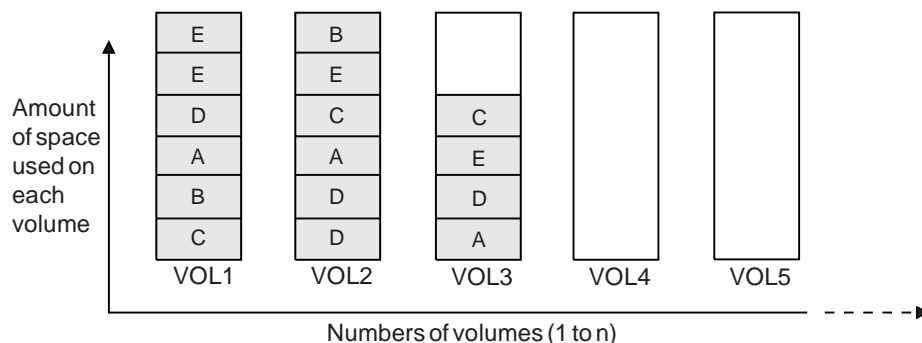 Amount
of space
used on
each
volume
E
E
D
A
B
C
VOL1
B
E
C
A
D
D
VOL2
C
E
D
A
VOL3
VOL4
VOL5
Numbers of volumes (1 to n)